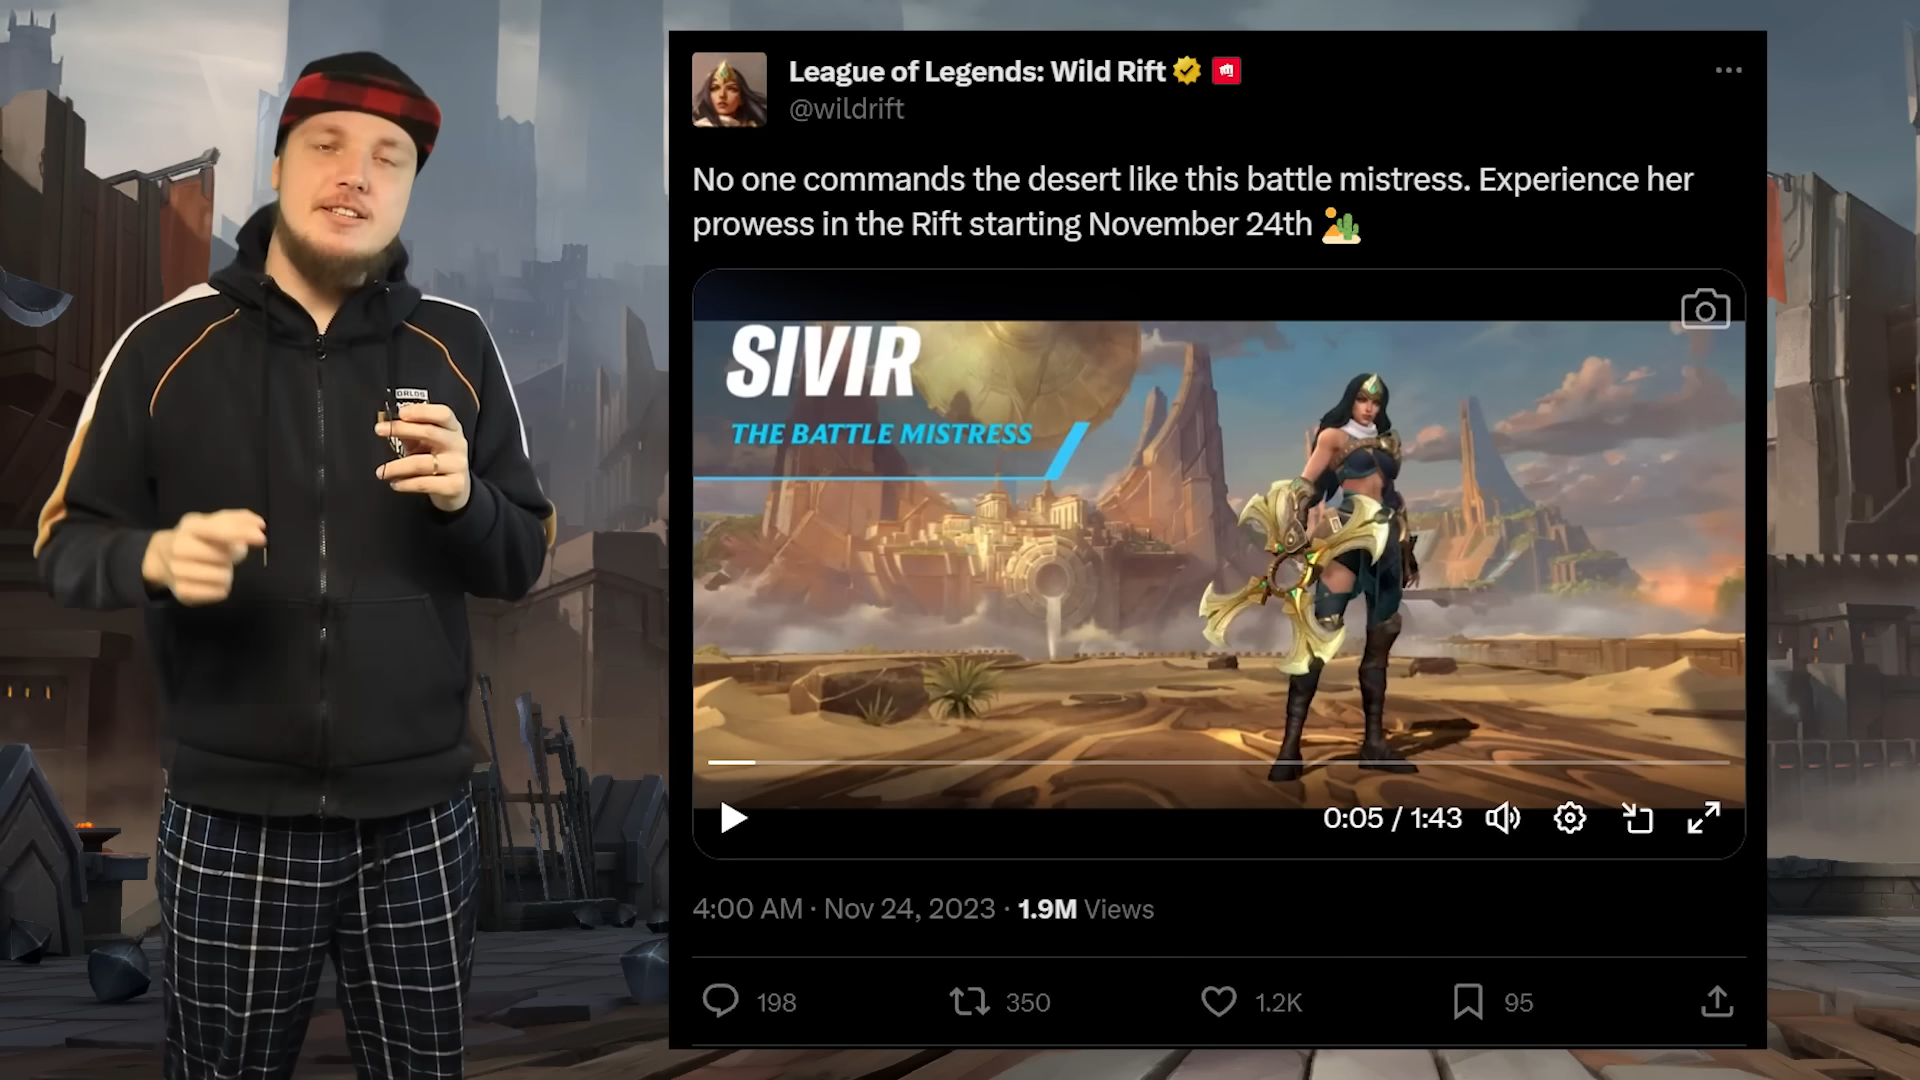 League of Legends: Wild Rift
@wildrift
No one commands the desert like this battle mistress. Experience her
prowess in the Rift starting November 24th
SIVIR
THE BATTLE MISTRESS
0:05 / 1:43
4:00 AM · Nov 24, 2023 · 1.9M Views
198
350
1.2K
95